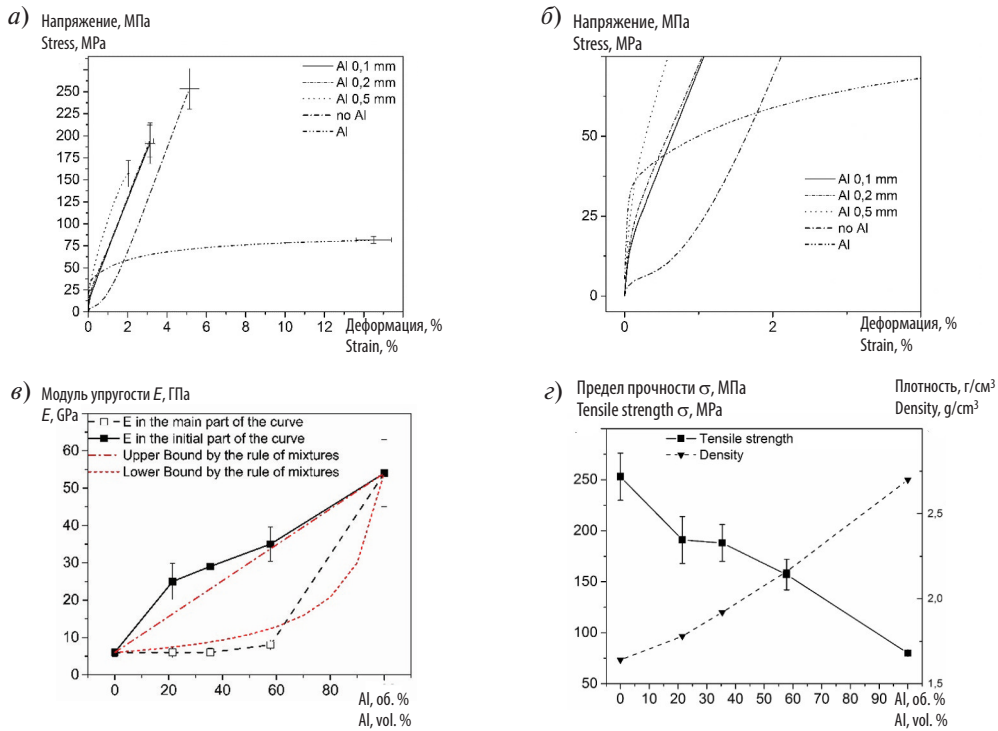 а)
Напряжение, МПа
Stress, MPa
250
225
200
175
150
125
100
75
50
25
0
Al 0,1 mm
Al 0,2 mm
Al 0,5 mm
no Al
Al
0 2 4 6 8 10 12
Деформация, %
Strain, %
б)
Напряжение, МПа
Stress, MPa
50
25
0
Al 0,1 mm
Al 0,2 mm
Al 0,5 mm
no Al
Al
0 2
Деформация, %
Strain, %
в)
Модуль упругости E, ГПа
E, GPa
60
50
40
30
20
10
0
E in the main part of the curve
E in the initial part of the curve
Upper Bound by the rule of mixtures
Lower Bound by the rule of mixtures
0 20 40 60 80
Al, об. %
Al, vol. %
г)
Предел прочности σ, МПа
Tensile strength σ, MPa
Плотность, г/см³
Density, g/cm³
Tensile strength
Density
250
200
150
100
50
2,5
2,0
1,5
0 10 20 30 40 50 60 70 80 90
Al, об. %
Al, vol. %